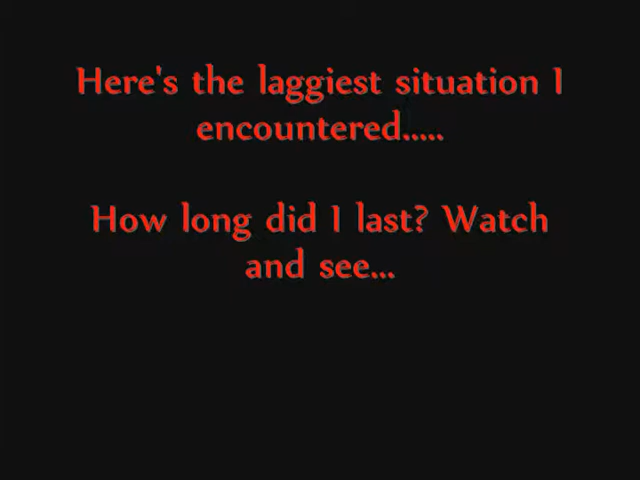 Here's the laggiest situation I
encountered.....
How long did I last? Watch
and see...